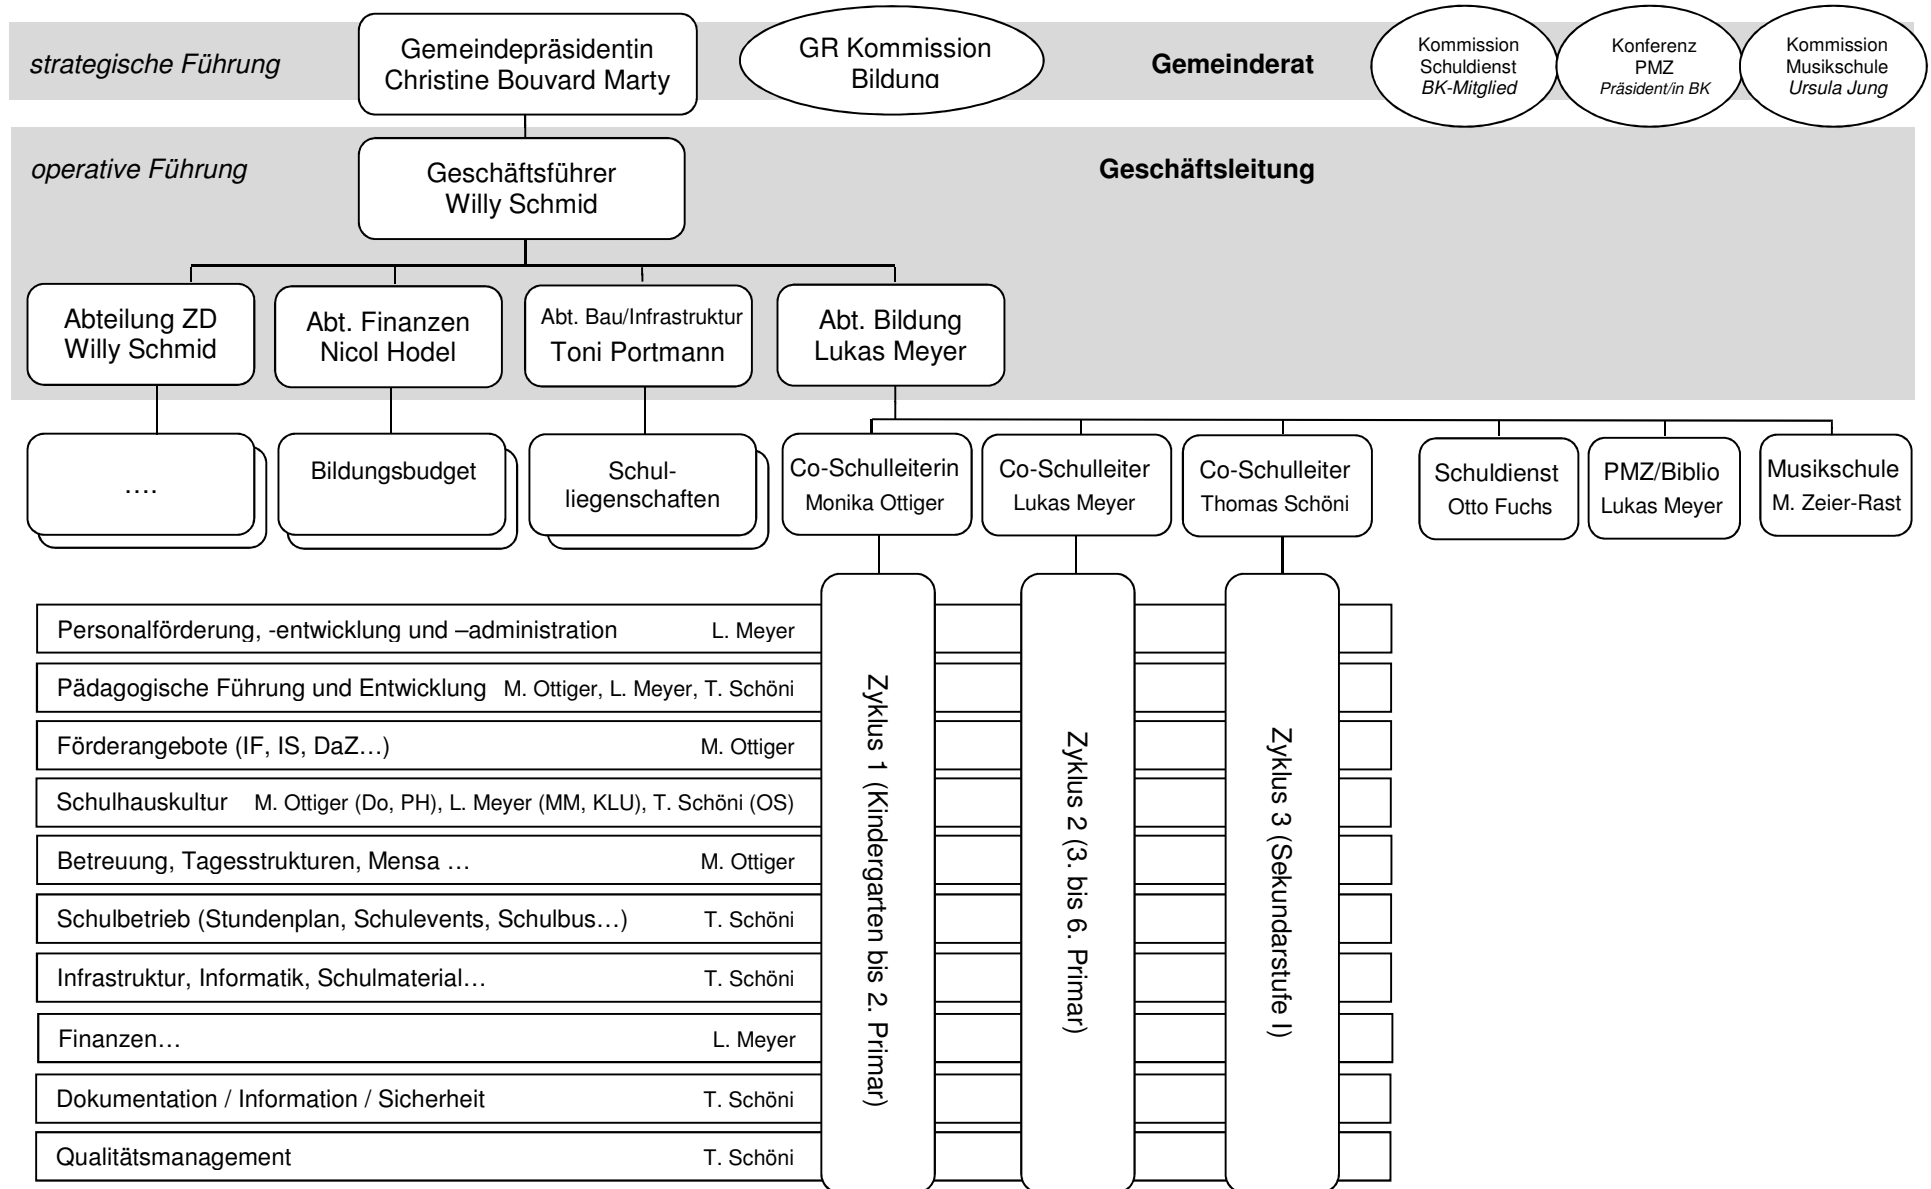 strategische Führung
Gemeindepräsidentin
Christine Bouvard Marty
GR Kommission
Bildung
Gemeinderat
Kommission
Schuldienst
BK-Mitglied
Konferenz
PMZ
Präsident/in BK
Kommission
Musikschule
Ursula Jung
operative Führung
Geschäftsführer
Willy Schmid
Geschäftsleitung
Abteilung ZD
Willy Schmid
Abt. Finanzen
Nicol Hodel
Abt. Bau/Infrastruktur
Toni Portmann
Abt. Bildung
Lukas Meyer
….
Bildungsbudget
Schul-
liegenschaften
Co-Schulleiterin
Monika Ottiger
Co-Schulleiter
Lukas Meyer
Co-Schulleiter
Thomas Schöni
Schuldienst
Otto Fuchs
PMZ/Biblio
Lukas Meyer
Musikschule
M. Zeier-Rast
Personalförderung, -entwicklung und –administration L. Meyer
Pädagogische Führung und Entwicklung M. Ottiger, L. Meyer, T. Schöni
Förderangebote (IF, IS, DaZ…) M. Ottiger
Schulhauskultur M. Ottiger (Do, PH), L. Meyer (MM, KLU), T. Schöni (OS)
Betreuung, Tagesstrukturen, Mensa … M. Ottiger
Schulbetrieb (Stundenplan, Schulevents, Schulbus…) T. Schöni
Infrastruktur, Informatik, Schulmaterial… T. Schöni
Finanzen… L. Meyer
Dokumentation / Information / Sicherheit T. Schöni
Qualitätsmanagement T. Schöni
Zyklus 1 (Kindergarten bis 2. Primar)
Zyklus 2 (3. bis 6. Primar)
Zyklus 3 (Sekundarstufe I)